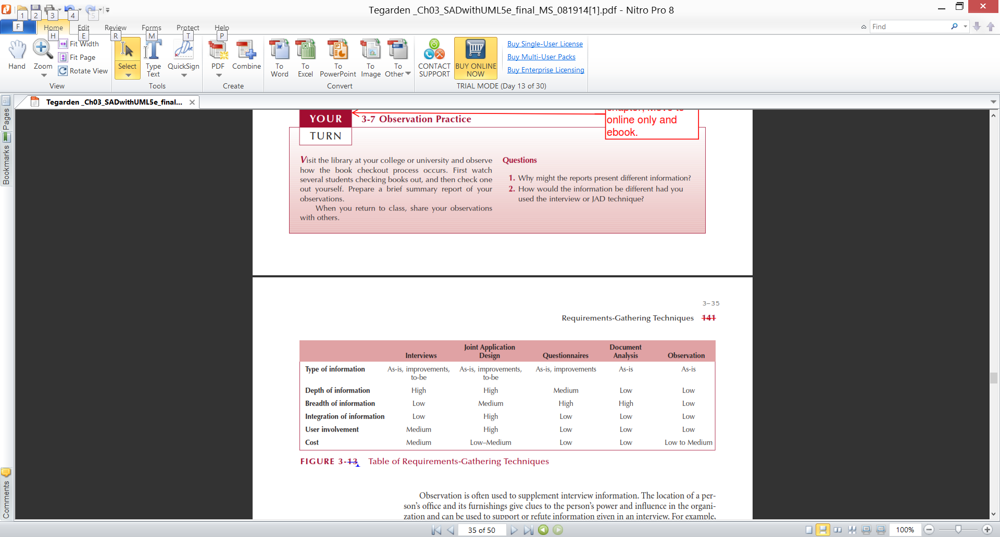 Tegarden _Ch03_SADwithUML5e_final_MS_081914[1].pdf - Nitro Pro 8
1 2 3 4 5
F Home Edit Review Forms Protect Help
H E R M T P
Find
Hand
Zoom
Fit Width
Fit Page
Rotate View
View
Select
Type Text
QuickSign
Tools
PDF
Combine
Create
To Word
To Excel
To PowerPoint
To Image
To Other
Convert
CONTACT SUPPORT
BUY ONLINE NOW
Buy Single-User License
Buy Multi-User Packs
Buy Enterprise Licensing
TRIAL MODE (Day 13 of 30)
Tegarden _Ch03_SADwithUML5e_final...
Pages
Bookmarks
Comments
YOUR
TURN
3-7 Observation Practice
chapter, Move to
online only and
ebook.
Visit the library at your college or university and observe
how the book checkout process occurs. First watch
several students checking books out, and then check one
out yourself. Prepare a brief summary report of your
observations.
When you return to class, share your observations
with others.
Questions
1. Why might the reports present different information?
2. How would the information be different had you
used the interview or JAD technique?
3–35
Requirements-Gathering Techniques 141
Interviews Joint Application Design Questionnaires Document Analysis Observation
Type of information As-is, improvements, to-be As-is, improvements, to-be As-is, improvements As-is As-is
Depth of information High High Medium Low Low
Breadth of information Low Medium High High Low
Integration of information Low High Low Low Low
User involvement Medium High Low Low Low
Cost Medium Low–Medium Low Low Low to Medium
FIGURE 3-13 Table of Requirements-Gathering Techniques
Observation is often used to supplement interview information. The location of a per-
son's office and its furnishings give clues to the person's power and influence in the organi-
zation and can be used to support or refute information given in an interview. For example,
35 of 50
100%